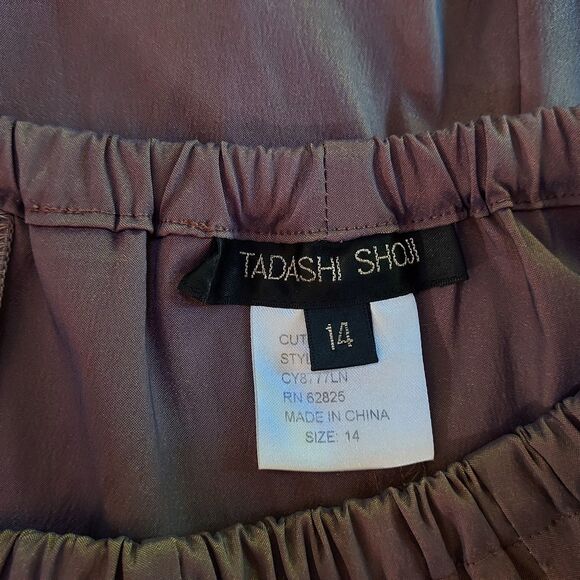 TADASHI SHOJI
14
CUT
STYL
CY8777LN
RN 62825
MADE IN CHINA
SIZE: 14